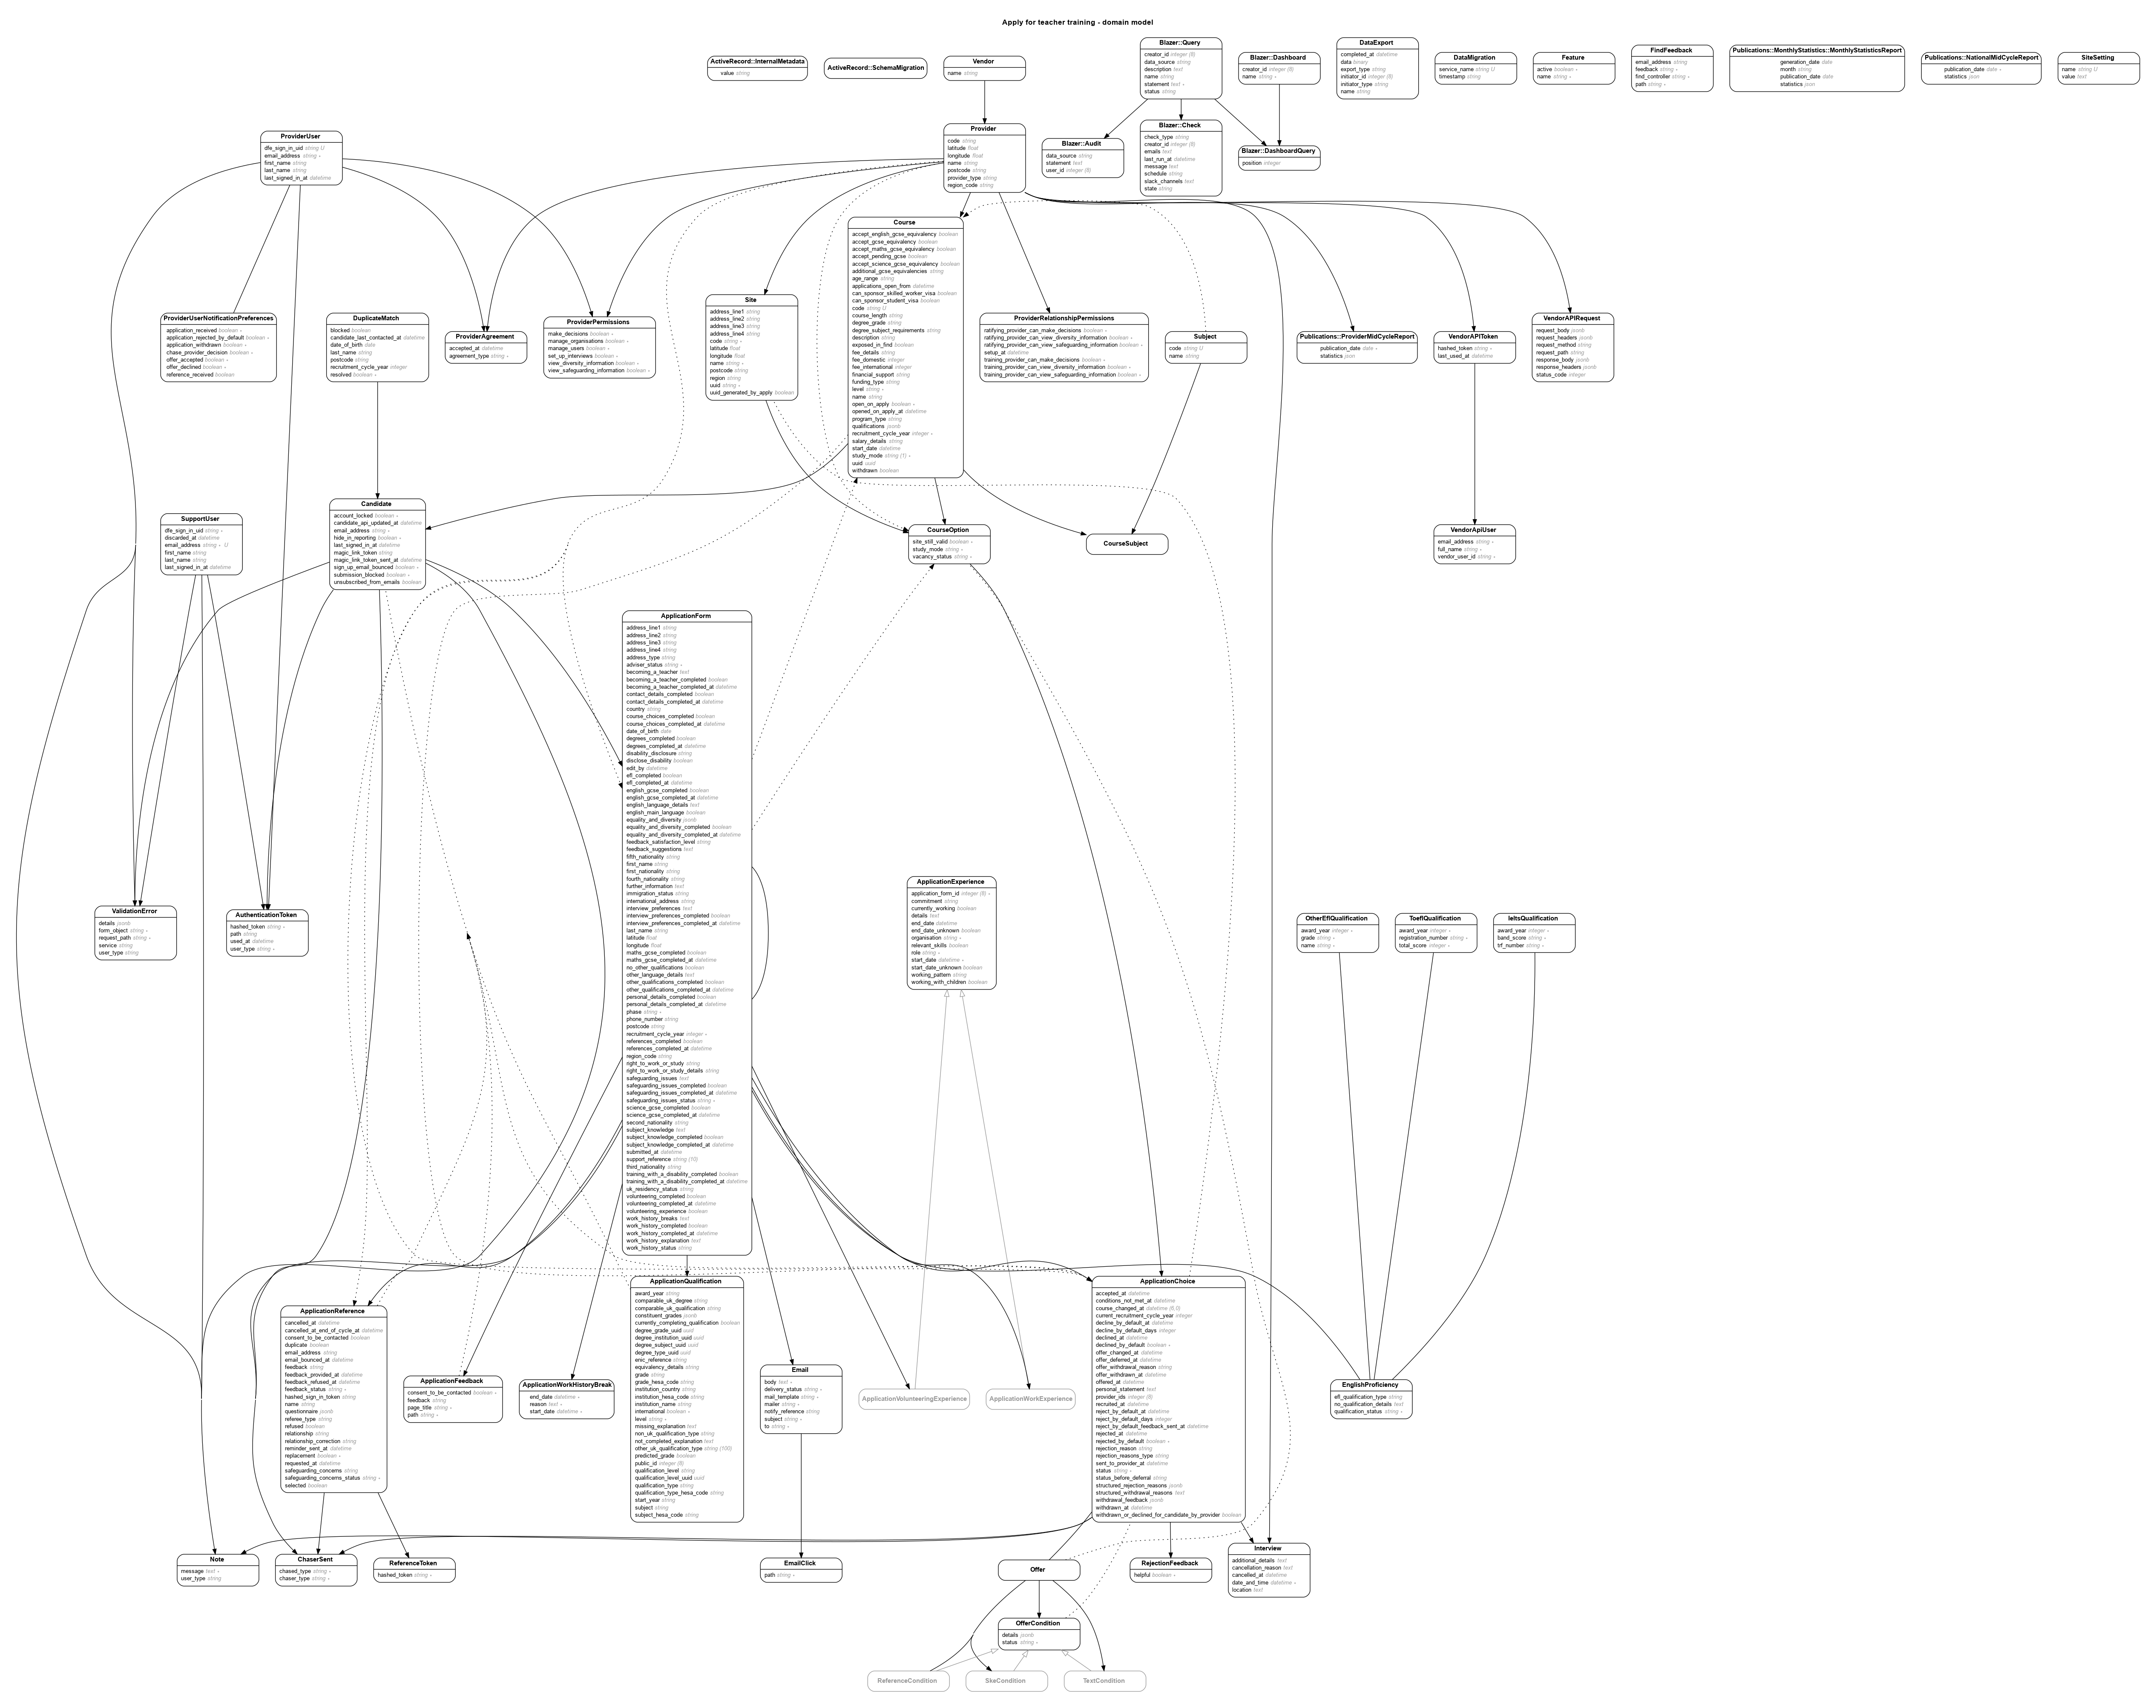 Apply for teacher training - domain model
ActiveRecord::InternalMetadata
value string
ActiveRecord::SchemaMigration
Vendor
name string
Blazer::Query
creator_id integer (8)
data_source string
description text
name string
statement text ∗
status string
Blazer::Dashboard
creator_id integer (8)
name string ∗
DataExport
completed_at datetime
data binary
export_type string
initiator_id integer (8)
initiator_type string
name string
DataMigration
service_name string U
timestamp string
Feature
active boolean ∗
name string ∗
FindFeedback
email_address string
feedback string ∗
find_controller string ∗
path string ∗
Publications::MonthlyStatistics::MonthlyStatisticsReport
generation_date date
month string
publication_date date
statistics json
Publications::NationalMidCycleReport
publication_date date ∗
statistics json
SiteSetting
name string U
value text
ProviderUser
dfe_sign_in_uid string U
email_address string ∗
first_name string
last_name string
last_signed_in_at datetime
Provider
code string
latitude float
longitude float
name string
postcode string
provider_type string
region_code string
Blazer::Audit
data_source string
statement text
user_id integer (8)
Blazer::Check
check_type string
creator_id integer (8)
emails text
last_run_at datetime
message text
schedule string
slack_channels text
state string
Blazer::DashboardQuery
position integer
Course
accept_english_gcse_equivalency boolean
accept_gcse_equivalency boolean
accept_maths_gcse_equivalency boolean
accept_pending_gcse boolean
accept_science_gcse_equivalency boolean
additional_gcse_equivalencies string
age_range string
applications_open_from datetime
can_sponsor_skilled_worker_visa boolean
can_sponsor_student_visa boolean
code string U
course_length string
degree_grade string
degree_subject_requirements string
description string
exposed_in_find boolean
fee_details string
fee_domestic integer
fee_international integer
financial_support string
funding_type string
level string ∗
name string
open_on_apply boolean ∗
opened_on_apply_at datetime
program_type string
qualifications jsonb
recruitment_cycle_year integer ∗
salary_details string
start_date datetime
study_mode string (1) ∗
uuid uuid
withdrawn boolean
ProviderUserNotificationPreferences
application_received boolean ∗
application_rejected_by_default boolean ∗
application_withdrawn boolean ∗
chase_provider_decision boolean ∗
offer_accepted boolean ∗
offer_declined boolean ∗
reference_received boolean
DuplicateMatch
blocked boolean
candidate_last_contacted_at datetime
date_of_birth date
last_name string
postcode string
recruitment_cycle_year integer
resolved boolean ∗
ProviderAgreement
accepted_at datetime
agreement_type string ∗
ProviderPermissions
make_decisions boolean ∗
manage_organisations boolean ∗
manage_users boolean ∗
set_up_interviews boolean ∗
view_diversity_information boolean ∗
view_safeguarding_information boolean ∗
Site
address_line1 string
address_line2 string
address_line3 string
address_line4 string
code string ∗
latitude float
longitude float
name string ∗
postcode string
region string
uuid string ∗
uuid_generated_by_apply boolean
ProviderRelationshipPermissions
ratifying_provider_can_make_decisions boolean ∗
ratifying_provider_can_view_diversity_information boolean ∗
ratifying_provider_can_view_safeguarding_information boolean ∗
setup_at datetime
training_provider_can_make_decisions boolean ∗
training_provider_can_view_diversity_information boolean ∗
training_provider_can_view_safeguarding_information boolean ∗
Subject
code string U
name string
Publications::ProviderMidCycleReport
publication_date date ∗
statistics json
VendorAPIToken
hashed_token string ∗
last_used_at datetime
VendorAPIRequest
request_body jsonb
request_headers jsonb
request_method string
request_path string
response_body jsonb
response_headers jsonb
status_code integer
SupportUser
dfe_sign_in_uid string ∗
discarded_at datetime
email_address string ∗ U
first_name string
last_name string
last_signed_in_at datetime
Candidate
account_locked boolean ∗
candidate_api_updated_at datetime
email_address string ∗
hide_in_reporting boolean ∗
last_signed_in_at datetime
magic_link_token string
magic_link_token_sent_at datetime
sign_up_email_bounced boolean ∗
submission_blocked boolean ∗
unsubscribed_from_emails boolean
CourseOption
site_still_valid boolean ∗
study_mode string ∗
vacancy_status string ∗
CourseSubject
VendorApiUser
email_address string ∗
full_name string ∗
vendor_user_id string ∗
ApplicationForm
address_line1 string
address_line2 string
address_line3 string
address_line4 string
address_type string
adviser_status string ∗
becoming_a_teacher text
becoming_a_teacher_completed boolean
becoming_a_teacher_completed_at datetime
contact_details_completed boolean
contact_details_completed_at datetime
country string
course_choices_completed boolean
course_choices_completed_at datetime
date_of_birth date
degrees_completed boolean
degrees_completed_at datetime
disability_disclosure string
disclose_disability boolean
edit_by datetime
efl_completed boolean
efl_completed_at datetime
english_gcse_completed boolean
english_gcse_completed_at datetime
english_language_details text
english_main_language boolean
equality_and_diversity jsonb
equality_and_diversity_completed boolean
equality_and_diversity_completed_at datetime
feedback_satisfaction_level string
feedback_suggestions text
fifth_nationality string
first_name string
first_nationality string
fourth_nationality string
further_information text
immigration_status string
international_address string
interview_preferences text
interview_preferences_completed boolean
interview_preferences_completed_at datetime
last_name string
latitude float
longitude float
maths_gcse_completed boolean
maths_gcse_completed_at datetime
no_other_qualifications boolean
other_language_details text
other_qualifications_completed boolean
other_qualifications_completed_at datetime
personal_details_completed boolean
personal_details_completed_at datetime
phase string ∗
phone_number string
postcode string
recruitment_cycle_year integer ∗
references_completed boolean
references_completed_at datetime
region_code string
right_to_work_or_study string
right_to_work_or_study_details string
safeguarding_issues text
safeguarding_issues_completed boolean
safeguarding_issues_completed_at datetime
safeguarding_issues_status string ∗
science_gcse_completed boolean
science_gcse_completed_at datetime
second_nationality string
subject_knowledge text
subject_knowledge_completed boolean
subject_knowledge_completed_at datetime
submitted_at datetime
support_reference string (10)
third_nationality string
training_with_a_disability_completed boolean
training_with_a_disability_completed_at datetime
uk_residency_status string
volunteering_completed boolean
volunteering_completed_at datetime
volunteering_experience boolean
work_history_breaks text
work_history_completed boolean
work_history_completed_at datetime
work_history_explanation text
work_history_status string
ApplicationExperience
application_form_id integer (8) ∗
commitment string
currently_working boolean
details text
end_date datetime
end_date_unknown boolean
organisation string ∗
relevant_skills boolean
role string ∗
start_date datetime ∗
start_date_unknown boolean
working_pattern string
working_with_children boolean
ValidationError
details jsonb
form_object string ∗
request_path string ∗
service string
user_type string
AuthenticationToken
hashed_token string ∗
path string
used_at datetime
user_type string ∗
OtherEflQualification
award_year integer ∗
grade string ∗
name string ∗
ToeflQualification
award_year integer ∗
registration_number string ∗
total_score integer ∗
IeltsQualification
award_year integer ∗
band_score string ∗
trf_number string ∗
ApplicationReference
cancelled_at datetime
cancelled_at_end_of_cycle_at datetime
consent_to_be_contacted boolean
duplicate boolean
email_address string
email_bounced_at datetime
feedback string
feedback_provided_at datetime
feedback_refused_at datetime
feedback_status string ∗
hashed_sign_in_token string
name string
questionnaire jsonb
referee_type string
refused boolean
relationship string
relationship_correction string
reminder_sent_at datetime
replacement boolean ∗
requested_at datetime
safeguarding_concerns string
safeguarding_concerns_status string ∗
selected boolean
ApplicationFeedback
consent_to_be_contacted boolean ∗
feedback string
page_title string ∗
path string ∗
ApplicationWorkHistoryBreak
end_date datetime ∗
reason text ∗
start_date datetime ∗
ApplicationQualification
award_year string
comparable_uk_degree string
comparable_uk_qualification string
constituent_grades jsonb
currently_completing_qualification boolean
degree_grade_uuid uuid
degree_institution_uuid uuid
degree_subject_uuid uuid
degree_type_uuid uuid
enic_reference string
equivalency_details string
grade string
grade_hesa_code string
institution_country string
institution_hesa_code string
institution_name string
international boolean ∗
level string ∗
missing_explanation text
non_uk_qualification_type string
not_completed_explanation text
other_uk_qualification_type string (100)
predicted_grade boolean
public_id integer (8)
qualification_level string
qualification_level_uuid uuid
qualification_type string
qualification_type_hesa_code string
start_year string
subject string
subject_hesa_code string
Email
body text ∗
delivery_status string ∗
mail_template string ∗
mailer string ∗
notify_reference string
subject string ∗
to string ∗
ApplicationVolunteeringExperience
ApplicationWorkExperience
ApplicationChoice
accepted_at datetime
conditions_not_met_at datetime
course_changed_at datetime (6,0)
current_recruitment_cycle_year integer
decline_by_default_at datetime
decline_by_default_days integer
declined_at datetime
declined_by_default boolean ∗
offer_changed_at datetime
offer_deferred_at datetime
offer_withdrawal_reason string
offer_withdrawn_at datetime
offered_at datetime
personal_statement text
provider_ids integer (8)
recruited_at datetime
reject_by_default_at datetime
reject_by_default_days integer
reject_by_default_feedback_sent_at datetime
rejected_at datetime
rejected_by_default boolean ∗
rejection_reason string
rejection_reasons_type string
sent_to_provider_at datetime
status string ∗
status_before_deferral string
structured_rejection_reasons jsonb
structured_withdrawal_reasons text
withdrawal_feedback jsonb
withdrawn_at datetime
withdrawn_or_declined_for_candidate_by_provider boolean
EnglishProficiency
efl_qualification_type string
no_qualification_details text
qualification_status string ∗
Note
message text ∗
user_type string
ChaserSent
chased_type string ∗
chaser_type string ∗
ReferenceToken
hashed_token string ∗
EmailClick
path string ∗
Offer
RejectionFeedback
helpful boolean ∗
Interview
additional_details text
cancellation_reason text
cancelled_at datetime
date_and_time datetime ∗
location text
OfferCondition
details jsonb
status string ∗
ReferenceCondition
SkeCondition
TextCondition